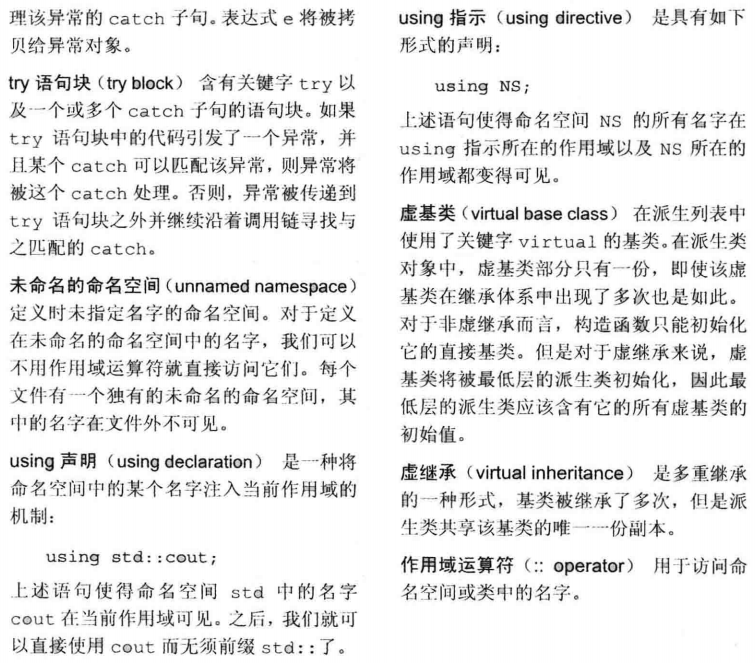 理该异常的 catch 子句。表达式 e 将被拷
贝给异常对象。
try 语句块（try block） 含有关键字 try 以
及一个或多个 catch 子句的语句块。如果
try 语句块中的代码引发了一个异常，并
且某个 catch 可以匹配该异常，则异常将
被这个 catch 处理。否则，异常被传递到
try 语句块之外并继续沿着调用链寻找与
之匹配的 catch。
未命名的命名空间（unnamed namespace）
定义时未指定名字的命名空间。对于定义
在未命名的命名空间中的名字，我们可以
不用作用域运算符就直接访问它们。每个
文件有一个独有的未命名的命名空间，其
中的名字在文件外不可见。
using 声明（using declaration） 是一种将
命名空间中的某个名字注入当前作用域的
机制：
using std::cout;
上述语句使得命名空间 std 中的名字
cout 在当前作用域可见。之后，我们就可
以直接使用 cout 而无须前缀 std::了。
using 指示（using directive） 是具有如下
形式的声明：
using NS;
上述语句使得命名空间 NS 的所有名字在
using 指示所在的作用域以及 NS 所在的
作用域都变得可见。
虚基类（virtual base class） 在派生列表中
使用了关键字 virtual 的基类。在派生类
对象中，虚基类部分只有一份，即使该虚
基类在继承体系中出现了多次也是如此。
对于非虚继承而言，构造函数只能初始化
它的直接基类。但是对于虚继承来说，虚
基类将被最低层的派生类初始化，因此最
低层的派生类应该含有它的所有虚基类的
初始值。
虚继承（virtual inheritance） 是多重继承
的一种形式，基类被继承了多次，但是派
生类共享该基类的唯一一份副本。
作用域运算符（:: operator） 用于访问命
名空间或类中的名字。